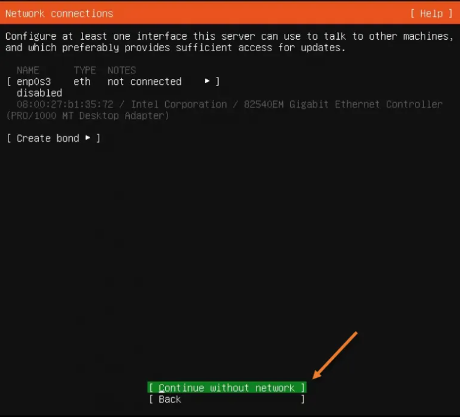 Network connections [ Help ]
Configure at least one interface this server can use to talk to other machines,
and which preferably provides sufficient access for updates.
NAME TYPE NOTES
[ enp0s3 eth not connected ▸ ]
disabled
08:00:27:b1:35:72 / Intel Corporation / 82540EM Gigabit Ethernet Controller
(PRO/1000 MT Desktop Adapter)
[ Create bond ▸ ]
[ Continue without network ]
[ Back ]